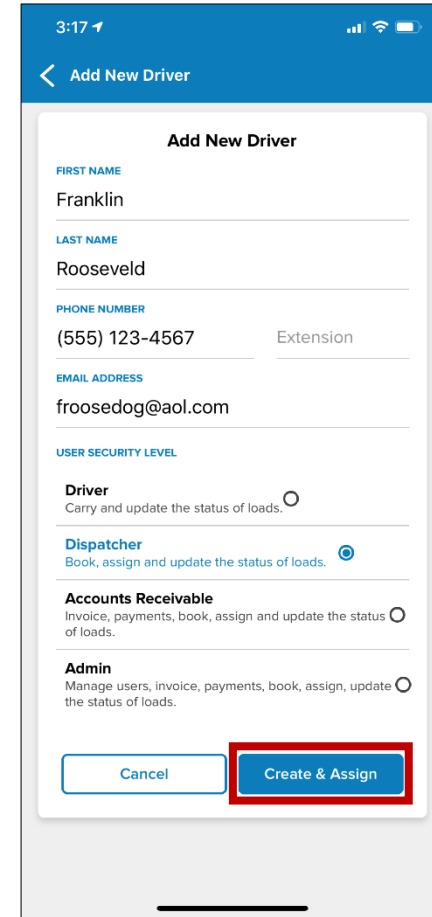 3:17
Add New Driver
Add New Driver
FIRST NAME
Franklin
LAST NAME
Rooseveld
PHONE NUMBER
(555) 123-4567 Extension
EMAIL ADDRESS
froosedog@aol.com
USER SECURITY LEVEL
Driver
Carry and update the status of loads.
Dispatcher
Book, assign and update the status of loads.
Accounts Receivable
Invoice, payments, book, assign and update the status
of loads.
Admin
Manage users, invoice, payments, book, assign, update
the status of loads.
Cancel Create & Assign